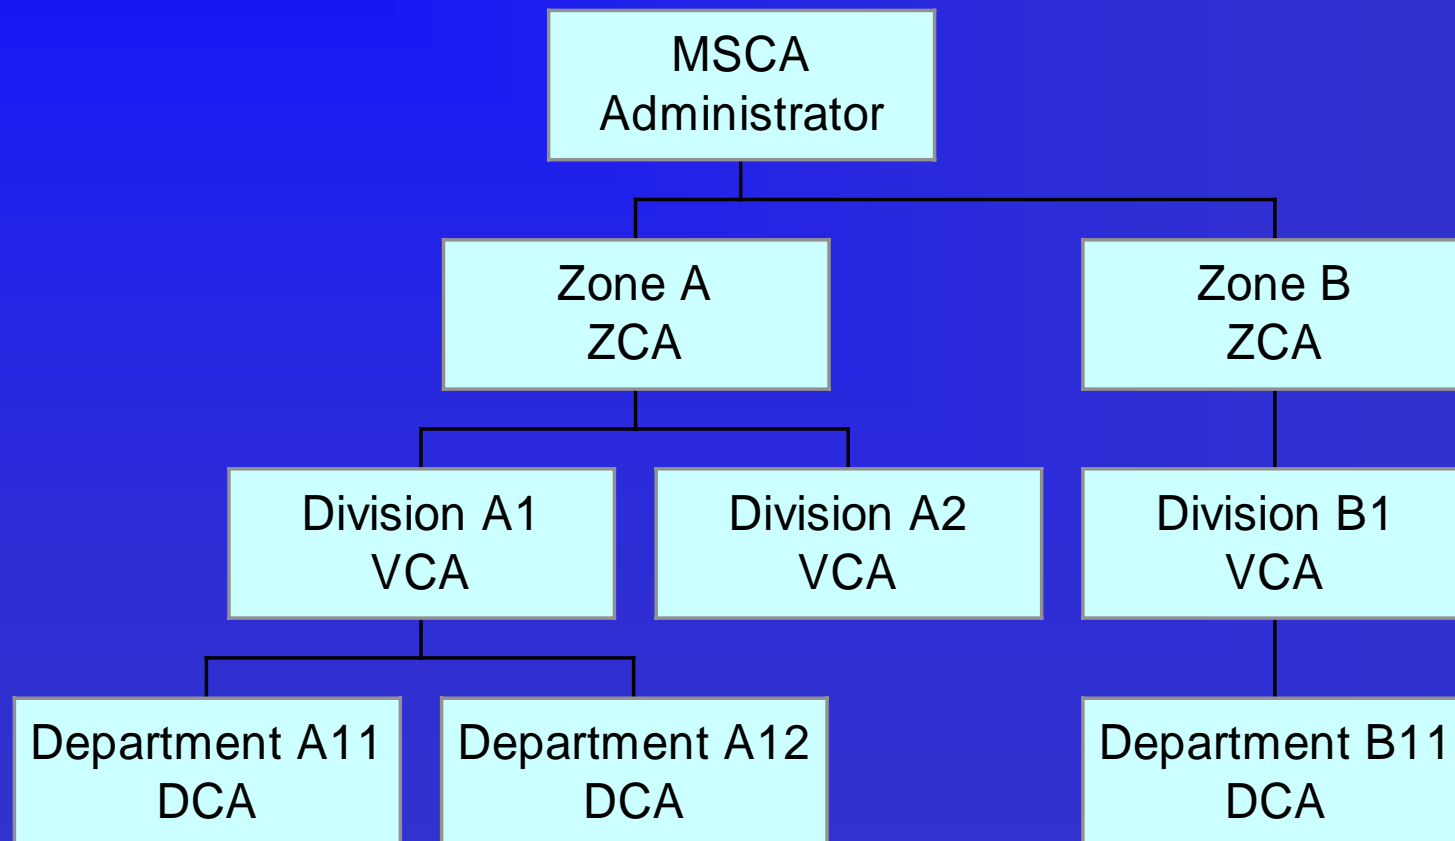 MSCA
Administrator
Zone A
ZCA
Zone B
ZCA
Division A1
VCA
Division A2
VCA
Division B1
VCA
Department A11
DCA
Department A12
DCA
Department B11
DCA